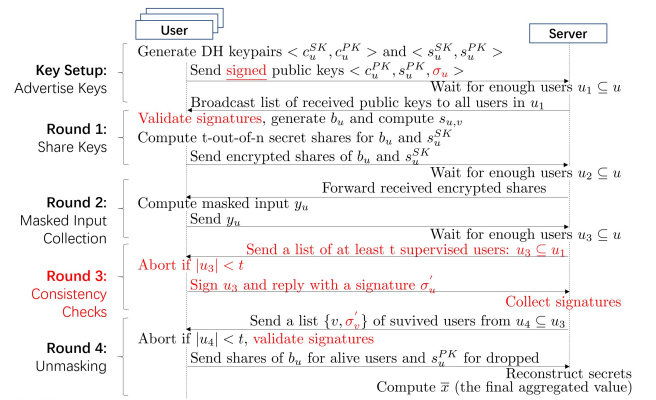 User
Server
Generate DH keypairs < c_u^{SK}, c_u^{PK} > and < s_u^{SK}, s_u^{PK} >
Key Setup:
Advertise Keys
Send signed public keys < c_u^{PK}, s_u^{PK}, σ_u >
Wait for enough users u_1 ⊆ u
Broadcast list of received public keys to all users in u_1
Round 1:
Share Keys
Validate signatures, generate b_u and compute s_{u,v}
Compute t-out-of-n secret shares for b_u and s_u^{SK}
Send encrypted shares of b_u and s_u^{SK}
Wait for enough users u_2 ⊆ u
Forward received encrypted shares
Round 2:
Masked Input
Collection
Compute masked input y_u
Send y_u
Wait for enough users u_3 ⊆ u
Send a list of at least t supervised users: u_3 ⊆ u_1
Abort if |u_3| < t
Round 3:
Consistency
Checks
Sign u_3 and reply with a signature σ_u^'
Collect signatures
Send a list {v, σ_v^'} of suvived users from u_4 ⊆ u_3
Round 4:
Unmasking
Abort if |u_4| < t, validate signatures
Send shares of b_u for alive users and s_u^{PK} for dropped
Reconstruct secrets
Compute x̅ (the final aggregated value)